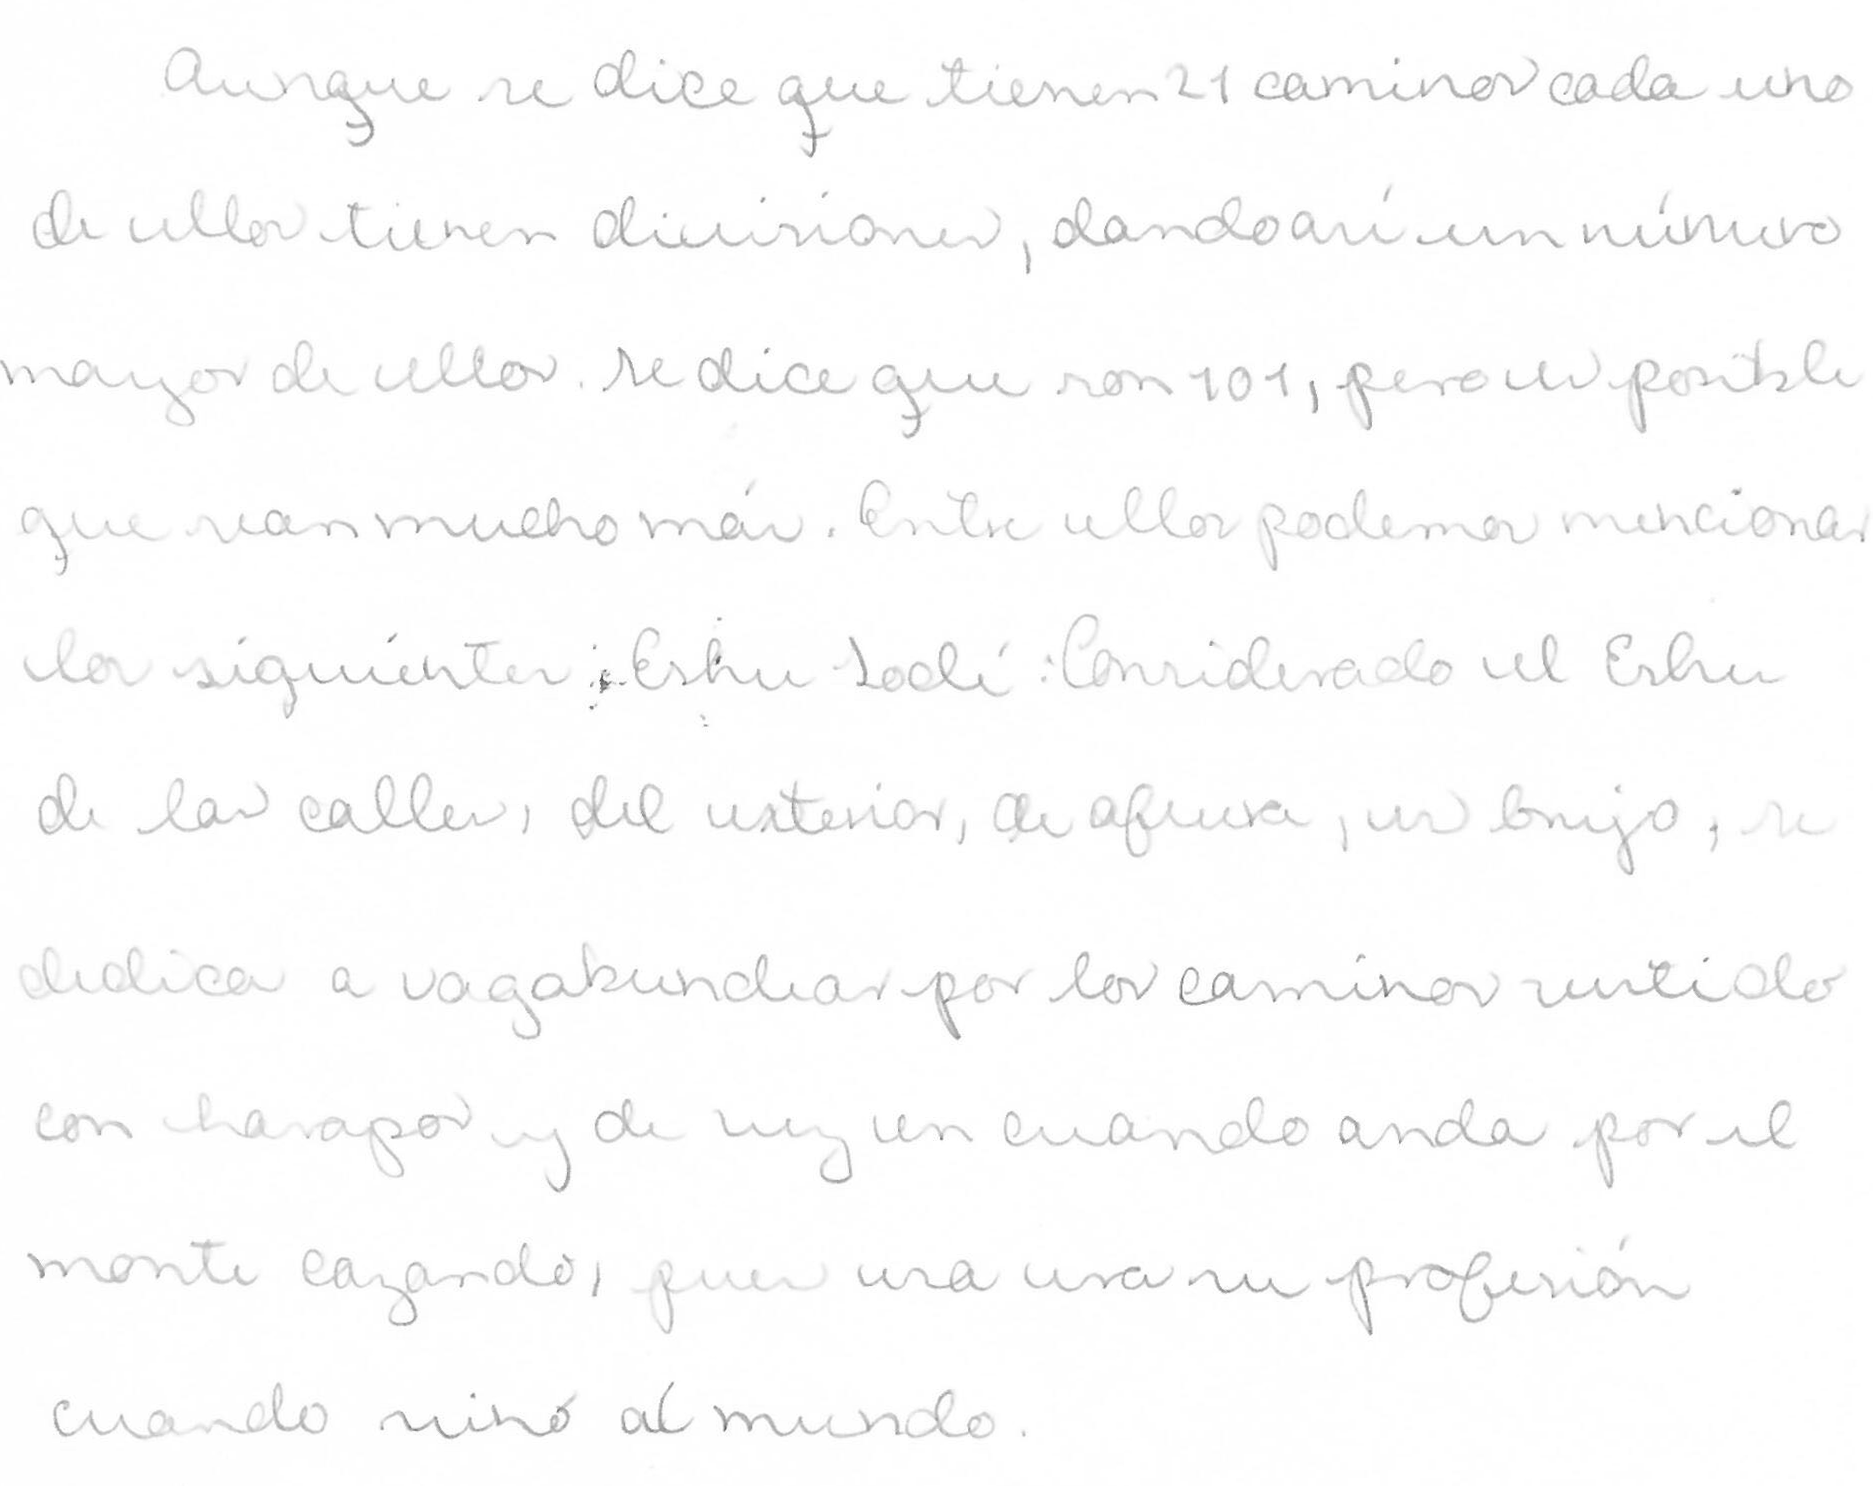 Aunque se dice que tienen 21 caminos cada uno
de ellos tienen divisiones, dando así un número
mayor de ellos. Se dice que son 101, pero es posible
que sean mucho más. Entre ellos podemos mencionar
los siguientes: Eshu Lodé: Considerado el Eshu
de las calles, del exterior, de afuera, es brujo, se
dedica a vagabundear por los caminos vestido
con harapos y de vez en cuando anda por el
monte cazando, pues esa era su profesión
cuando vino al mundo.